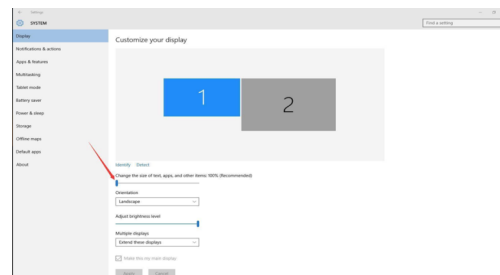 Settings
SYSTEM
Find a setting
Display
Notifications & actions
Apps & features
Multitasking
Tablet mode
Battery saver
Power & sleep
Storage
Offline maps
Default apps
About
Customize your display
1
2
Identify Detect
Change the size of text, apps, and other items: 100% (Recommended)
Orientation
Landscape
Adjust brightness level
Multiple displays
Extend these displays
Make this my main display
Apply Cancel